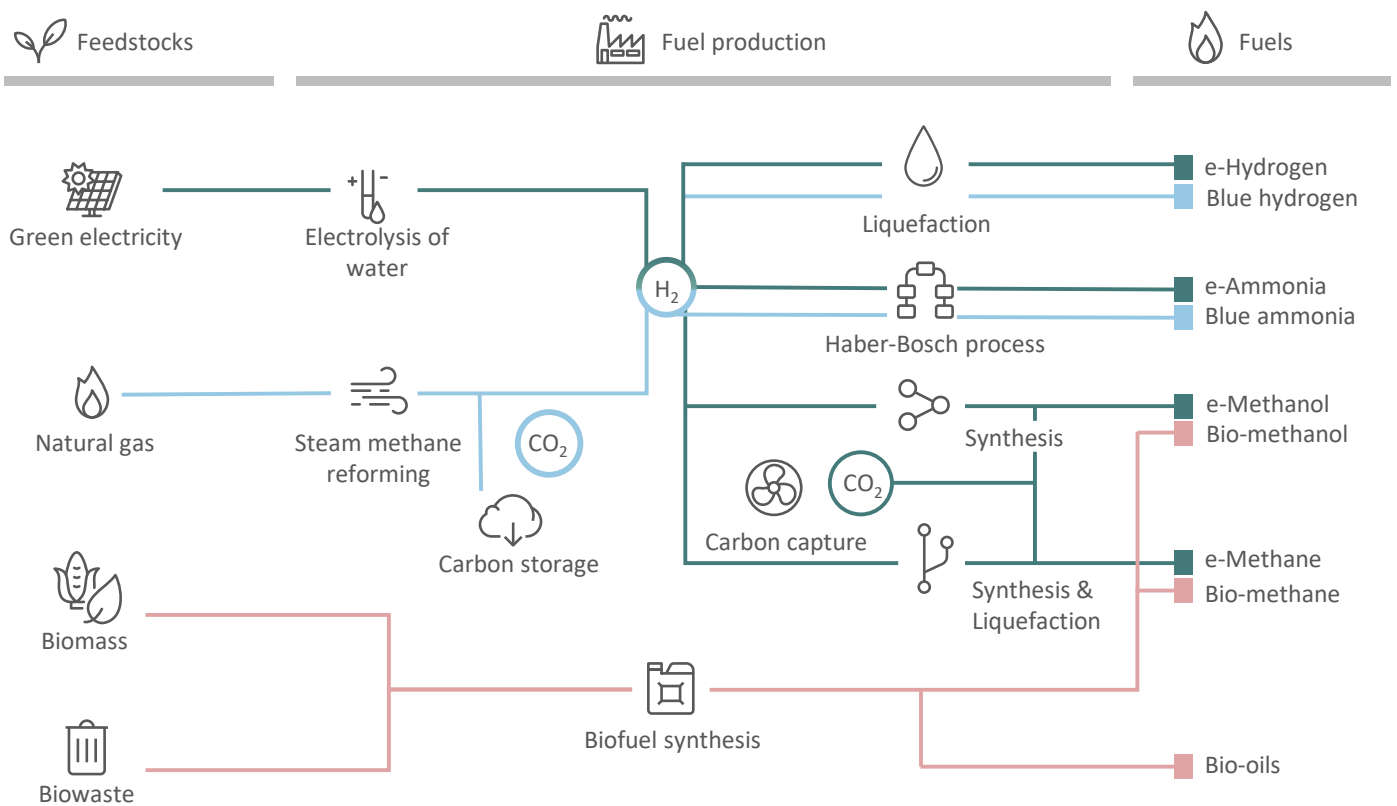 Feedstocks
Fuel production
Fuels
Green electricity
+ -
Electrolysis of
water
H₂
Liquefaction
e-Hydrogen
Blue hydrogen
Haber-Bosch process
e-Ammonia
Blue ammonia
Natural gas
Steam methane
reforming
CO₂
Carbon storage
Synthesis
e-Methanol
Bio-methanol
Carbon capture
CO₂
Synthesis &
Liquefaction
e-Methane
Bio-methane
Biomass
Biowaste
Biofuel synthesis
Bio-oils